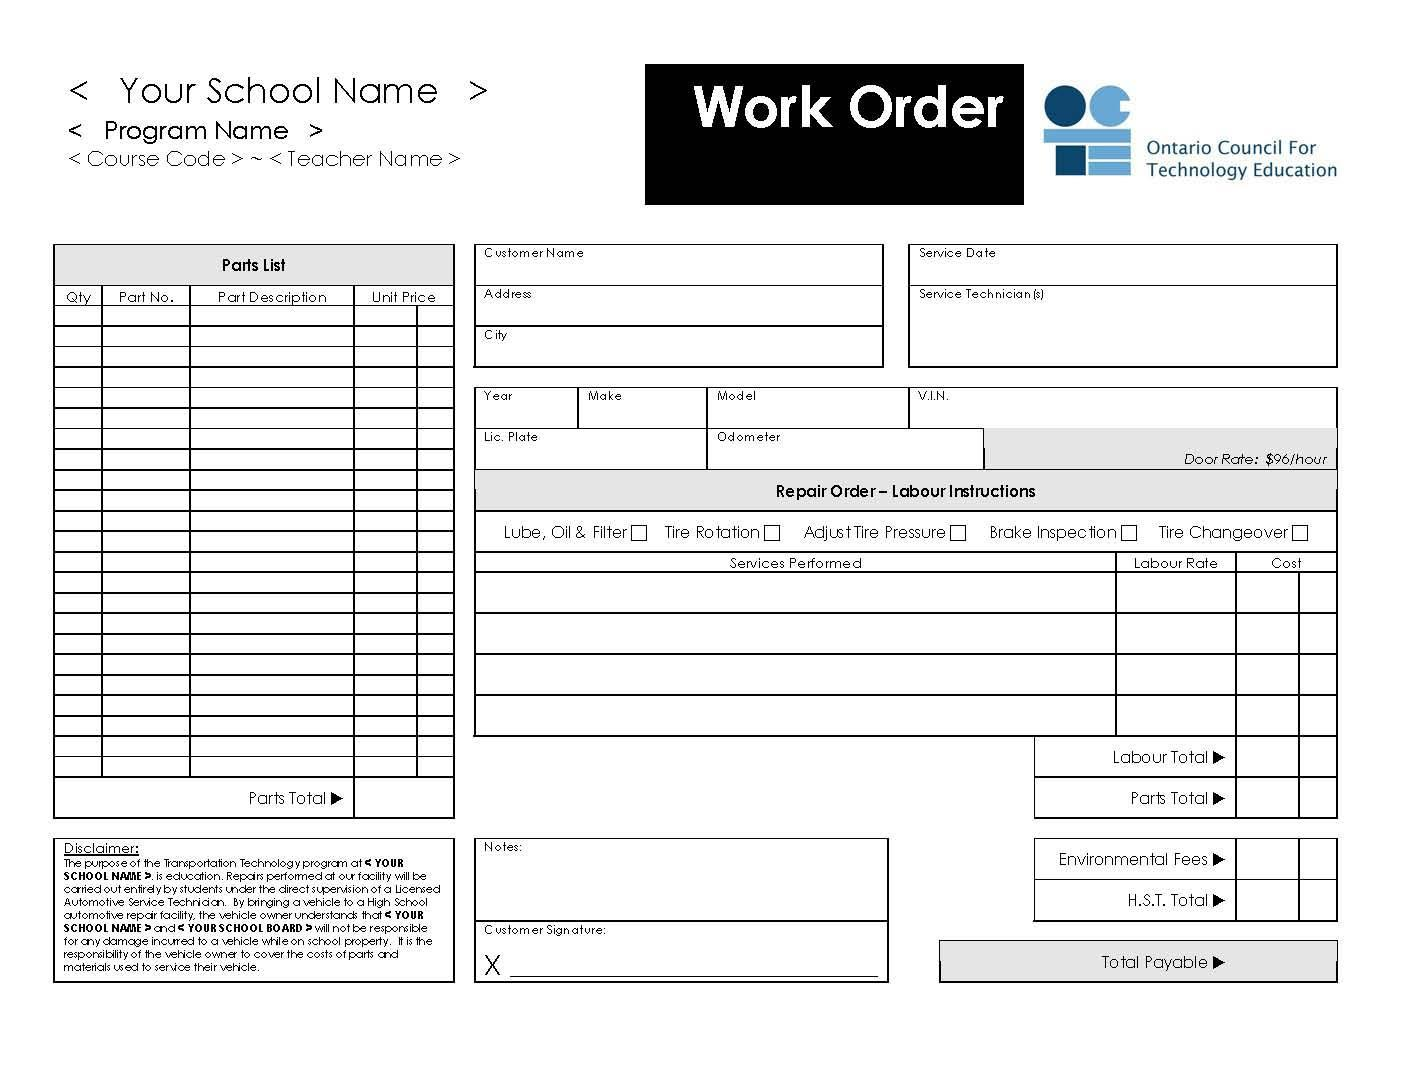 < Your School Name >
< Program Name >
< Course Code > ~ < Teacher Name >
Work Order
Ontario Council For
Technology Education
Parts List
Qty Part No. Part Description Unit Price
Parts Total ▶
Customer Name
Address
City
Service Date
Service Technician(s)
Year Make Model V.I.N.
Lic. Plate Odometer
Door Rate: $96/hour
Repair Order – Labour Instructions
Lube, Oil & Filter □ Tire Rotation □ Adjust Tire Pressure □ Brake Inspection □ Tire Changeover □
Services Performed Labour Rate Cost
Labour Total ▶
Parts Total ▶
Disclaimer:
The purpose of the Transportation Technology program at < YOUR
SCHOOL NAME >, is education. Repairs performed at our facility will be
carried out entirely by students under the direct supervision of a Licensed
Automotive Service Technician. By bringing a vehicle to a High School
automotive repair facility, the vehicle owner understands that < YOUR
SCHOOL NAME > and < YOUR SCHOOL BOARD > will not be responsible
for any damage incurred to a vehicle while on school property. It is the
responsibility of the vehicle owner to cover the costs of parts and
materials used to service their vehicle.
Notes:
Customer Signature:
X
Environmental Fees ▶
H.S.T. Total ▶
Total Payable ▶